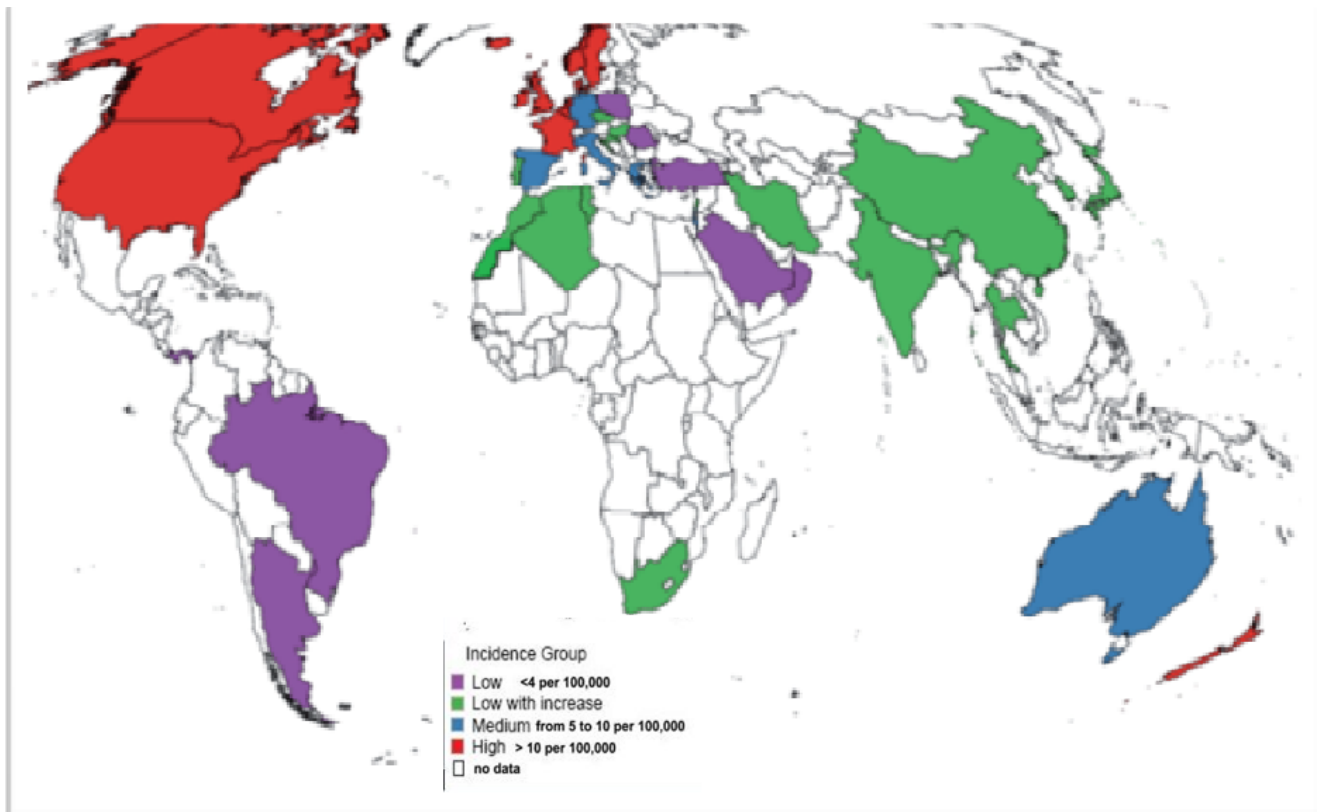 Incidence Group
Low <4 per 100,000
Low with increase
Medium from 5 to 10 per 100,000
High > 10 per 100,000
no data